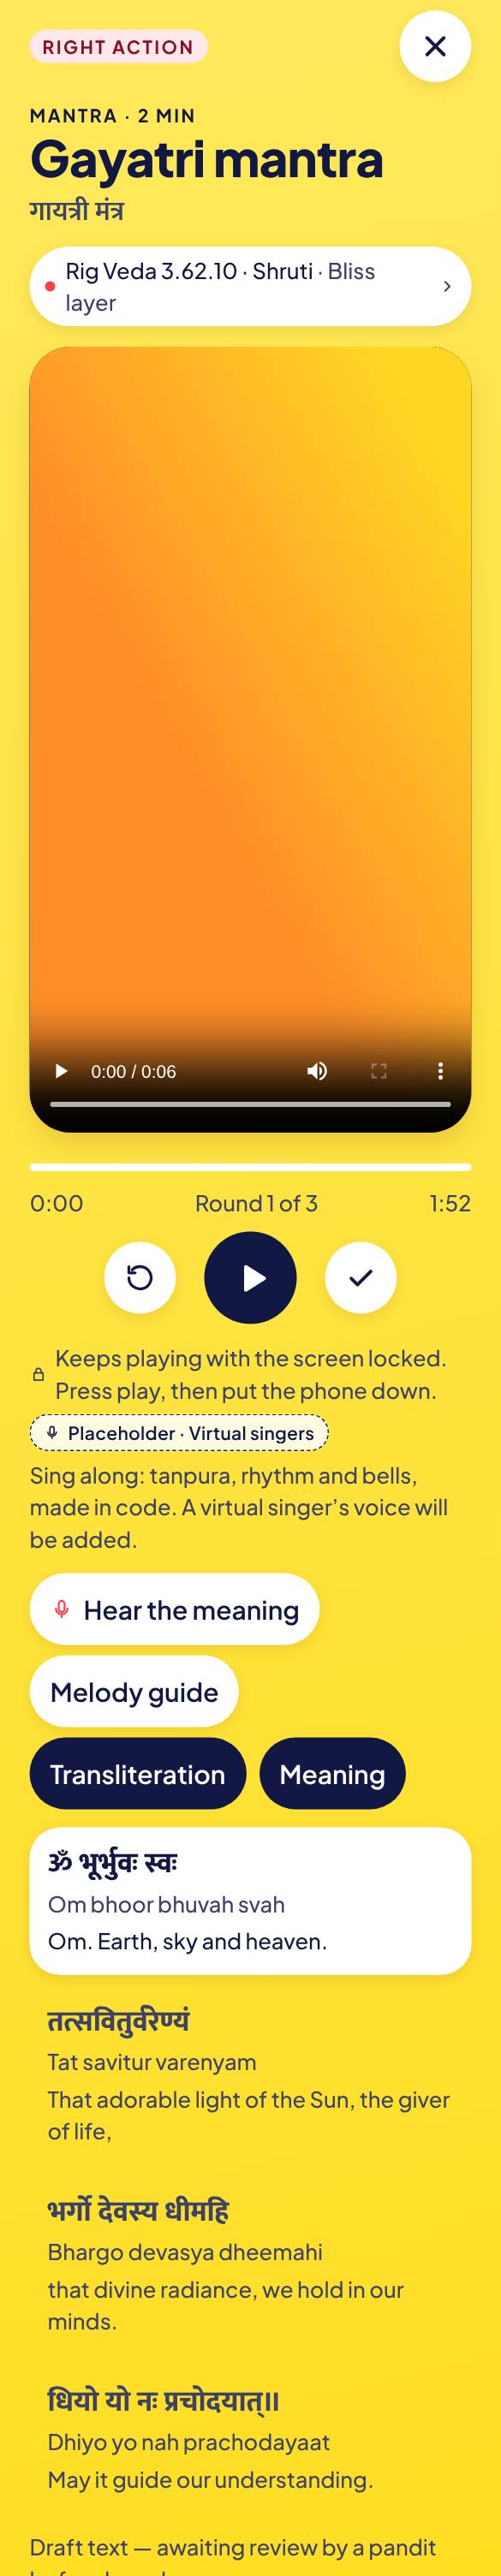 RIGHT ACTION
MANTRA · 2 MIN
Gayatri mantra
गायत्री मंत्र
Rig Veda 3.62.10 · Shruti · Bliss
layer
0:00 / 0:06
0:00 Round 1 of 3 1:52
Keeps playing with the screen locked.
Press play, then put the phone down.
Placeholder · Virtual singers
Sing along: tanpura, rhythm and bells,
made in code. A virtual singer’s voice will
be added.
Hear the meaning
Melody guide
Transliteration Meaning
ॐ भूर्भुवः स्वः
Om bhoor bhuvah svah
Om. Earth, sky and heaven.
तत्सवितुर्वरेण्यं
Tat savitur varenyam
That adorable light of the Sun, the giver
of life,
भर्गो देवस्य धीमहि
Bhargo devasya dheemahi
that divine radiance, we hold in our
minds.
धियो यो नः प्रचोदयात्॥
Dhiyo yo nah prachodayaat
May it guide our understanding.
Draft text — awaiting review by a pandit